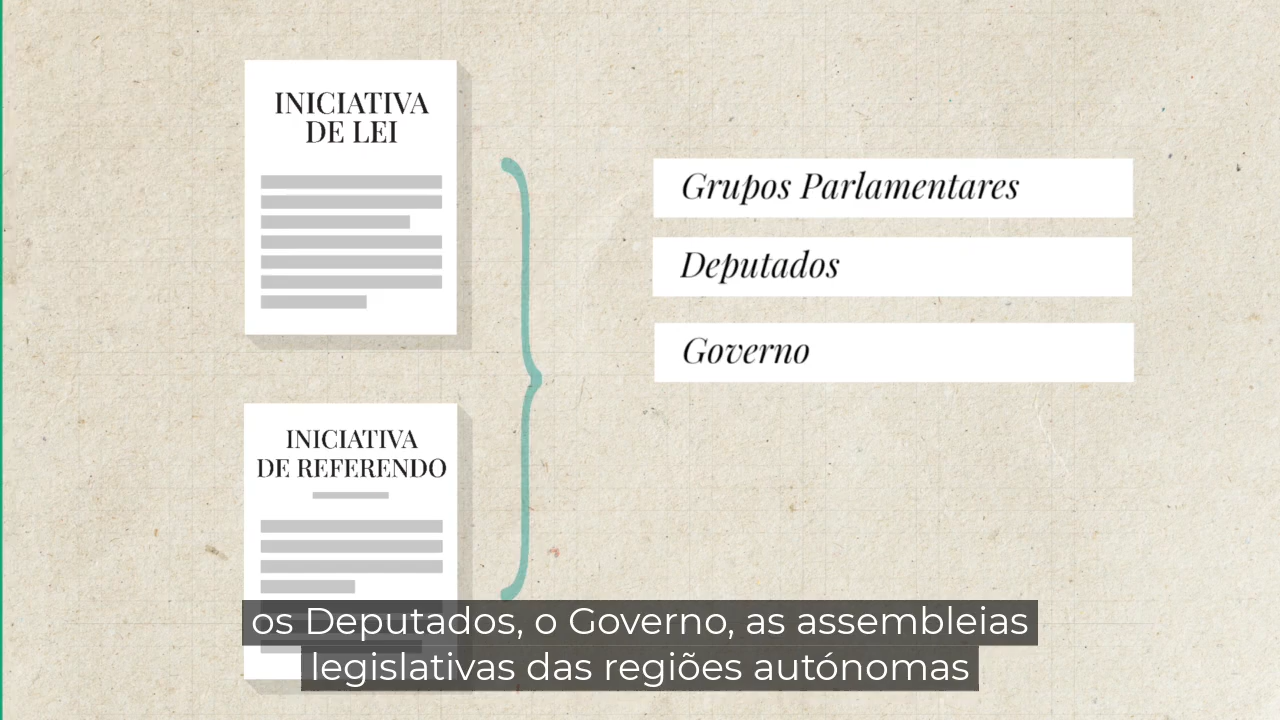 INICIATIVA
DE LEI
INICIATIVA
DE REFERENDO
Grupos Parlamentares
Deputados
Governo
os Deputados, o Governo, as assembleias
legislativas das regiões autónomas